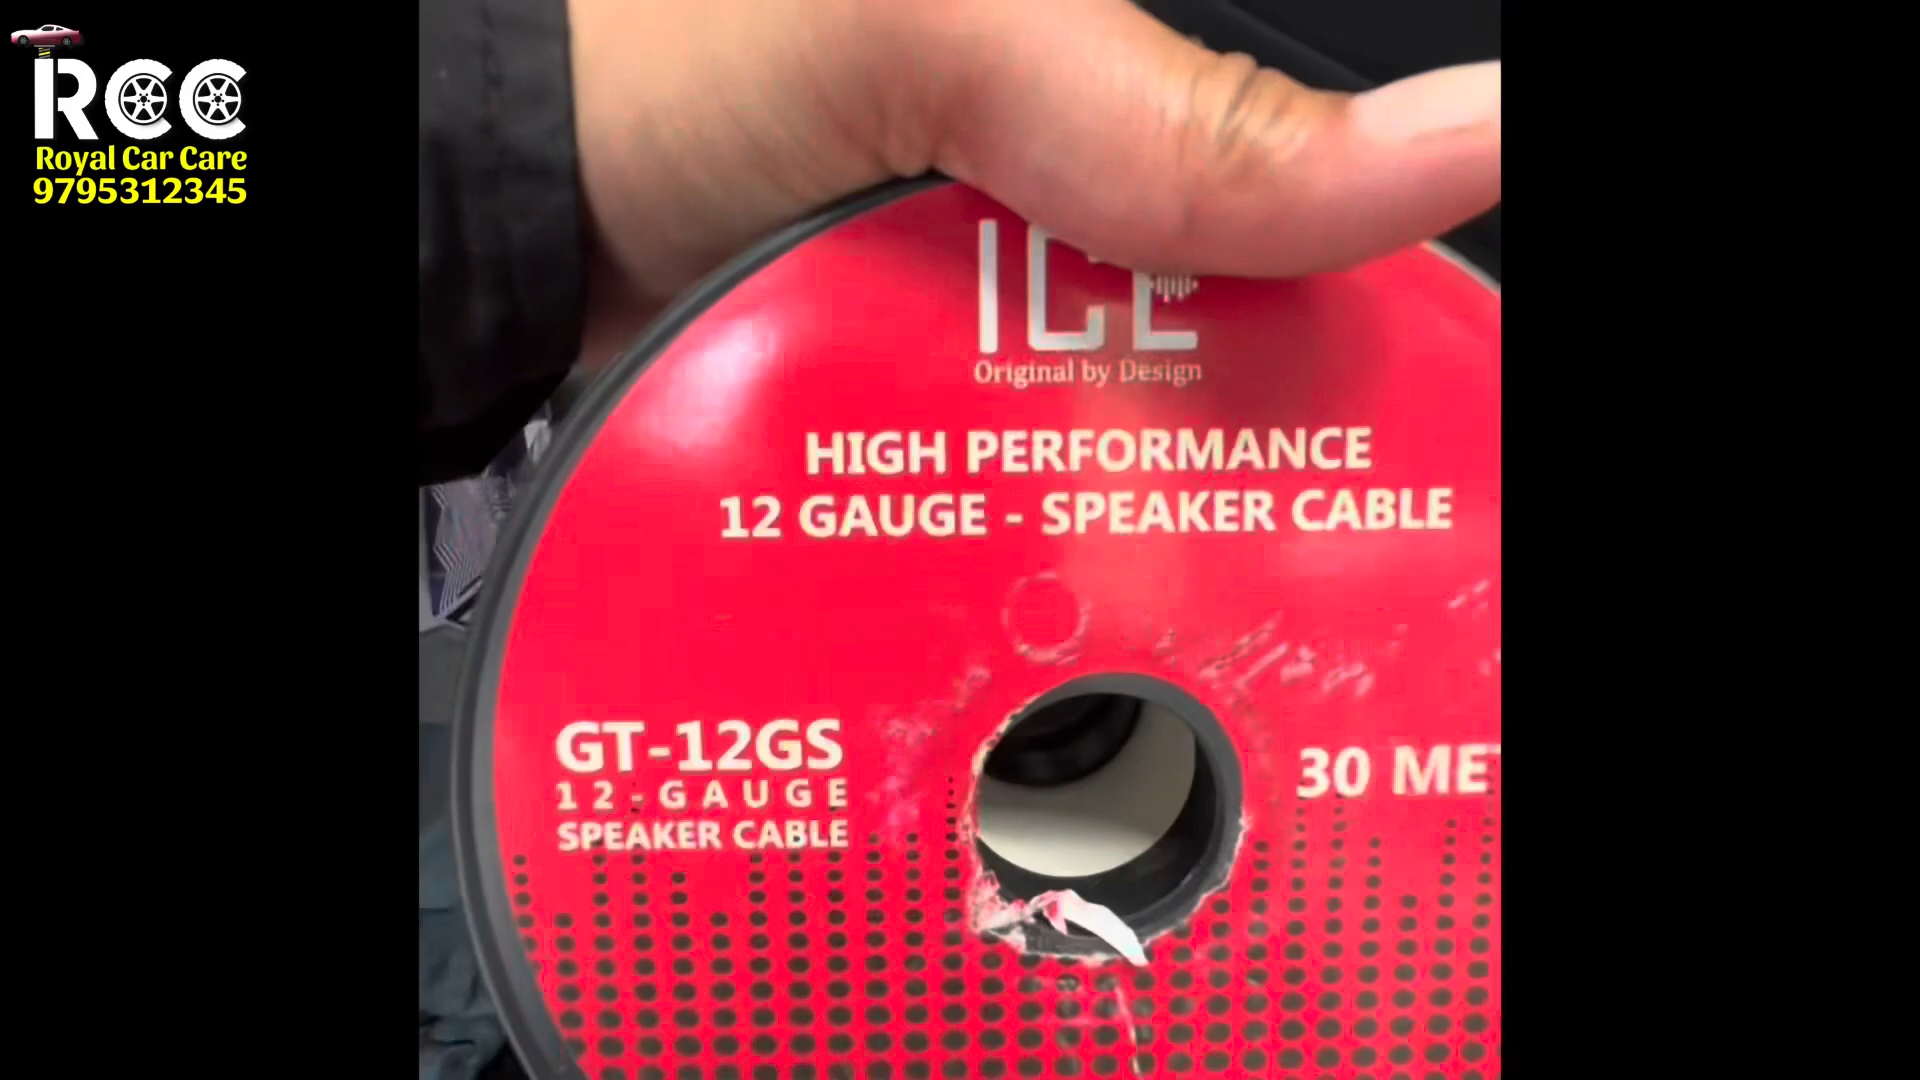 RCC
Royal Car Care
9795312345
ICE
Original by Design
HIGH PERFORMANCE
12 GAUGE - SPEAKER CABLE
GT-12GS
12-GAUGE
SPEAKER CABLE
30 MET